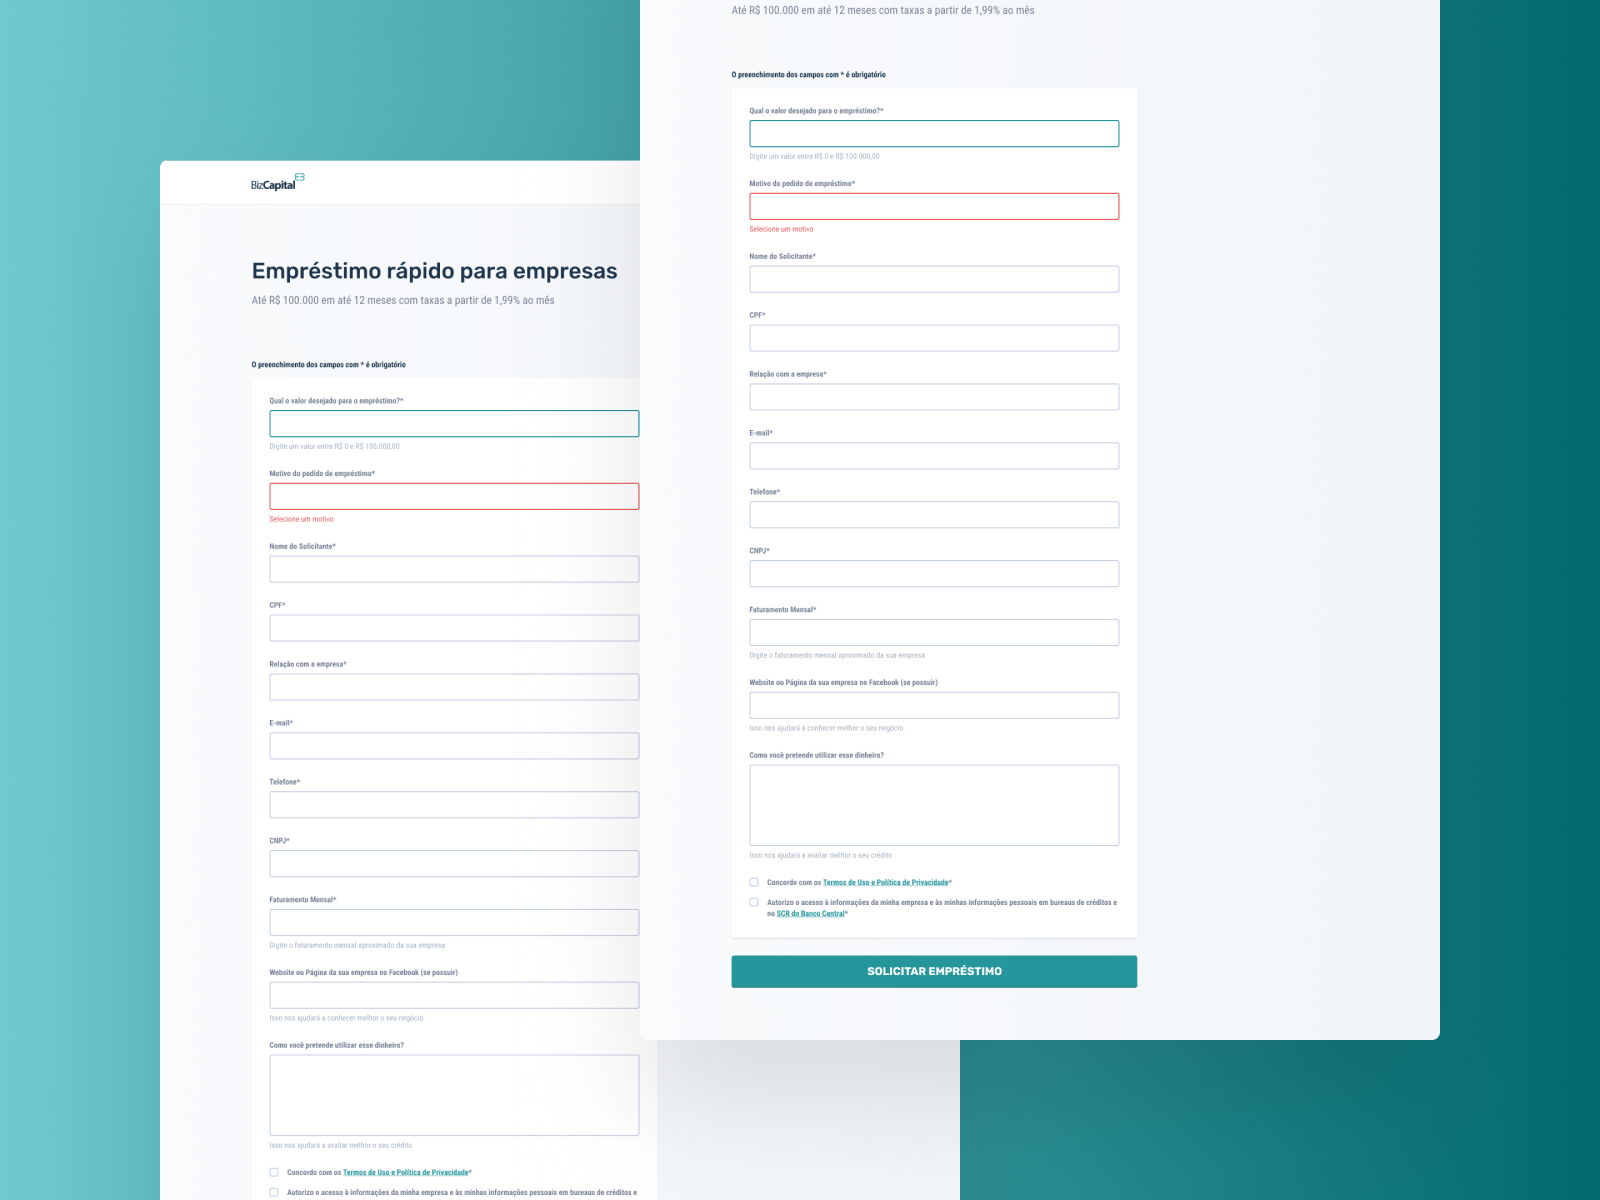 BizCapital
Empréstimo rápido para empresas
Até R$ 100.000 em até 12 meses com taxas a partir de 1,99% ao mês
O preenchimento dos campos com * é obrigatório
Qual o valor desejado para o empréstimo?*
Digite um valor entre R$ 0 e R$ 100.000,00
Motivo do pedido de empréstimo*
Selecione um motivo
Nome do Solicitante*
CPF*
Relação com a empresa*
E-mail*
Telefone*
CNPJ*
Faturamento Mensal*
Digite o faturamento mensal aproximado da sua empresa
Website ou Página da sua empresa no Facebook (se possuir)
Isso nos ajudará a conhecer melhor o seu negócio
Como você pretende utilizar esse dinheiro?
Isso nos ajudará a avaliar melhor o seu crédito
Concordo com os Termos de Uso e Política de Privacidade*
Autorizo o acesso à informações da minha empresa e às minhas informações pessoais em bureaus de créditos e
Até R$ 100.000 em até 12 meses com taxas a partir de 1,99% ao mês
O preenchimento dos campos com * é obrigatório
Qual o valor desejado para o empréstimo?*
Digite um valor entre R$ 0 e R$ 100.000,00
Motivo do pedido de empréstimo*
Selecione um motivo
Nome do Solicitante*
CPF*
Relação com a empresa*
E-mail*
Telefone*
CNPJ*
Faturamento Mensal*
Digite o faturamento mensal aproximado da sua empresa
Website ou Página da sua empresa no Facebook (se possuir)
Isso nos ajudará a conhecer melhor o seu negócio
Como você pretende utilizar esse dinheiro?
Isso nos ajudará a avaliar melhor o seu crédito
Concordo com os Termos de Uso e Política de Privacidade*
Autorizo o acesso à informações da minha empresa e às minhas informações pessoais em bureaus de créditos e
no SCR do Banco Central*
SOLICITAR EMPRÉSTIMO